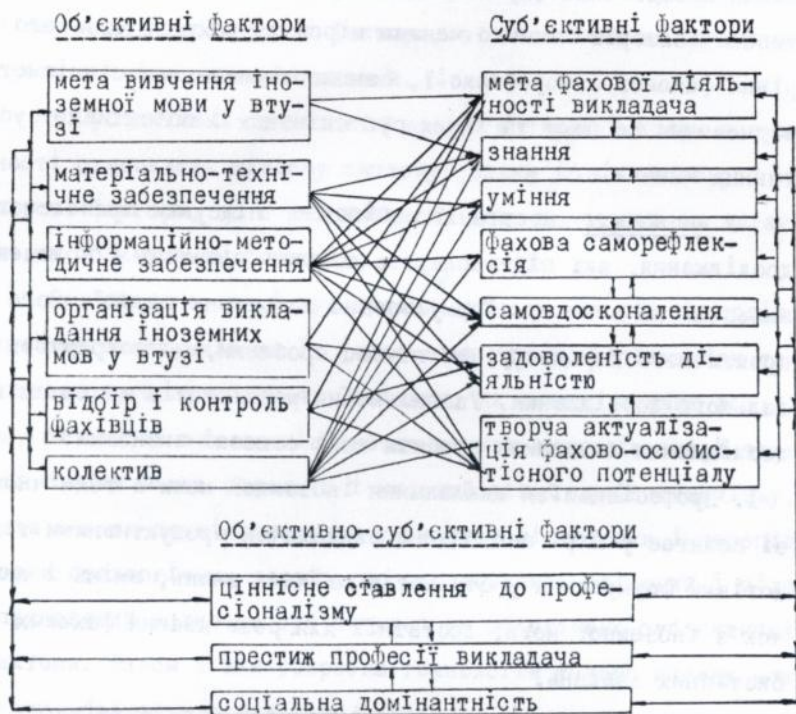 Об'єктивні фактори
мета вивчення іно-
земної мови у вту-
зі
матеріально-техні-
чне забезпечення
інформаційно-мето-
дичне забезпечення
організація викла-
дання іноземних
мов у втузі
відбір і контроль
фахівців
колектив
Суб'єктивні фактори
мета фахової діяль-
ності викладача
знання
уміння
фахова саморефлек-
сія
самовдосконалення
задоволеність ді-
яльністю
творча актуаліза-
ція фахово-особис-
тісного потенціалу
Об'єктивно-суб'єктивні фактори
ціннісне ставлення до профе-
сіоналізму
престиж професії викладача
соціальна домінантність